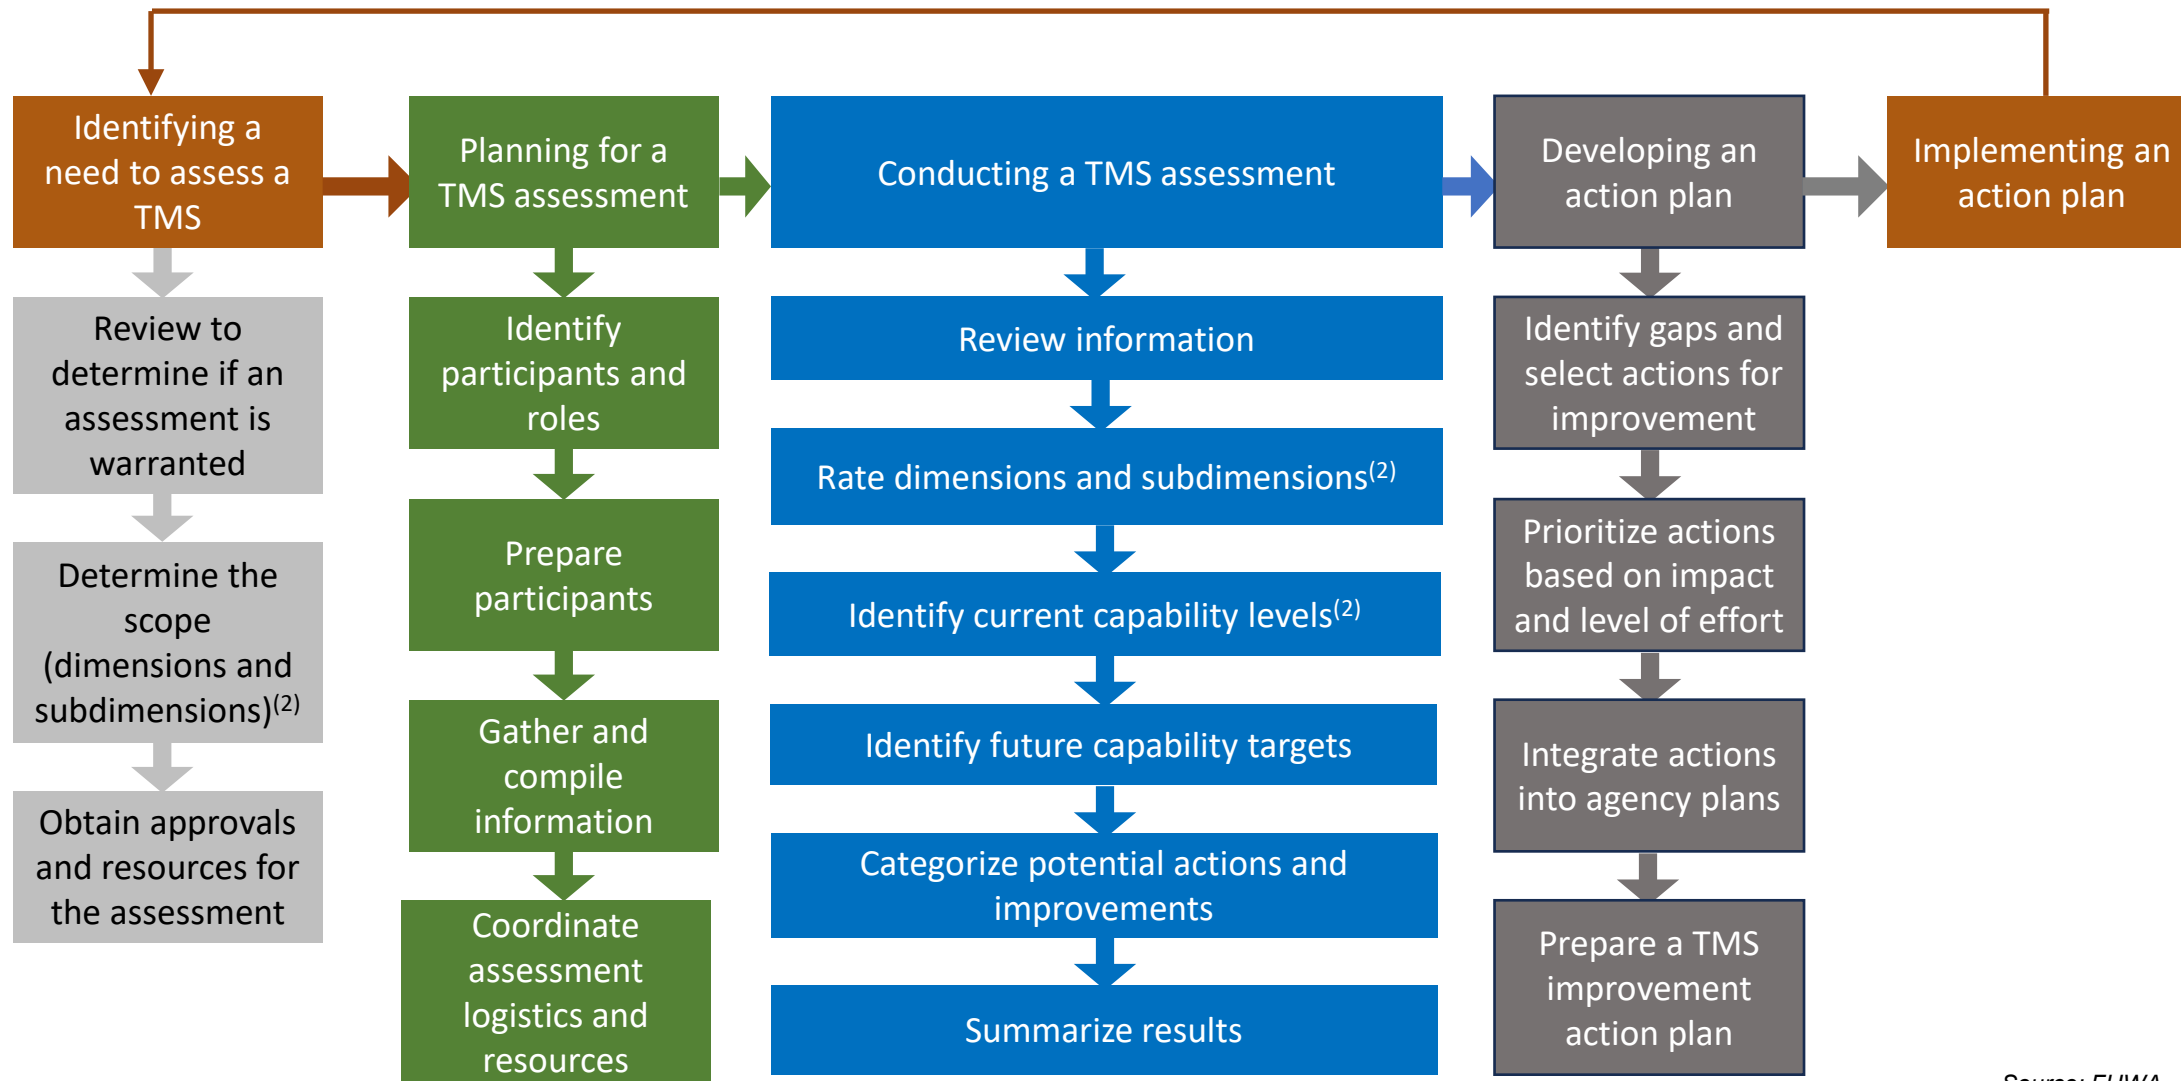 Identifying a
need to assess a
TMS
Planning for a
TMS assessment
Conducting a TMS assessment
Developing an
action plan
Implementing an
action plan
Review to
determine if an
assessment is
warranted
Determine the
scope
(dimensions and
subdimensions)(2)
Obtain approvals
and resources for
the assessment
Identify
participants and
roles
Prepare
participants
Gather and
compile
information
Coordinate
assessment
logistics and
resources
Review information
Rate dimensions and subdimensions(2)
Identify current capability levels(2)
Identify future capability targets
Categorize potential actions and
improvements
Summarize results
Identify gaps and
select actions for
improvement
Prioritize actions
based on impact
and level of effort
Integrate actions
into agency plans
Prepare a TMS
improvement
action plan
Source: FHWA